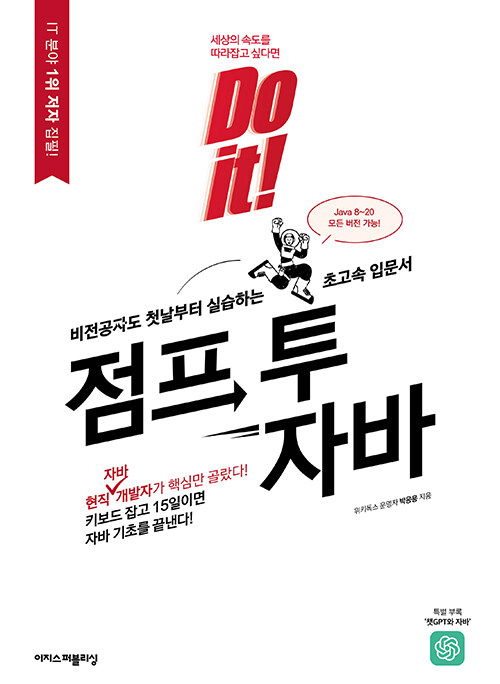 IT 분야 1위 저자 집필!
세상의 속도를
따라잡고 싶다면
Do
it!
Java 8~20
모든 버전 가능!
비전공자도 첫날부터 실습하는 초고속 입문서
점프 투
자바
자바
현직 개발자가 핵심만 골랐다!
키보드 잡고 15일이면
자바 기초를 끝낸다!
위키독스 운영자 박응용 지음
특별 부록
'챗GPT와 자바'
이지스퍼블리싱